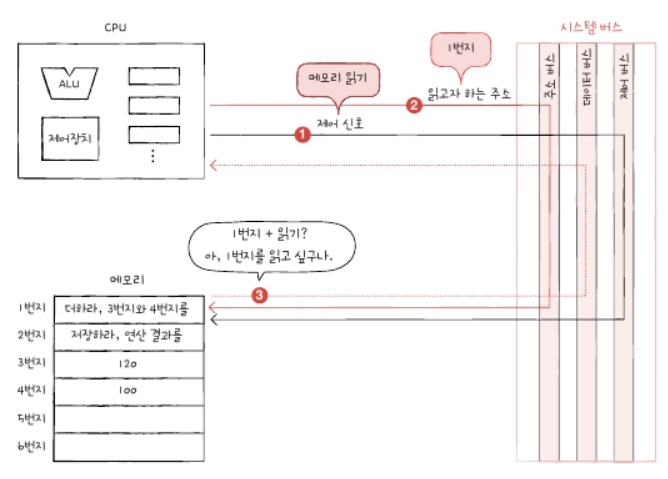 CPU
시스템 버스
ALU
제어장치
메모리 읽기
1번지
읽고자 하는 주소
2
제어 신호
1
주소 버스
데이터 버스
제어 버스
1번지 + 읽기?
아, 1번지를 읽고 싶구나.
3
메모리
1번지 더하라, 3번지와 4번지를
2번지 저장하라, 연산 결과를
3번지 120
4번지 100
5번지
6번지